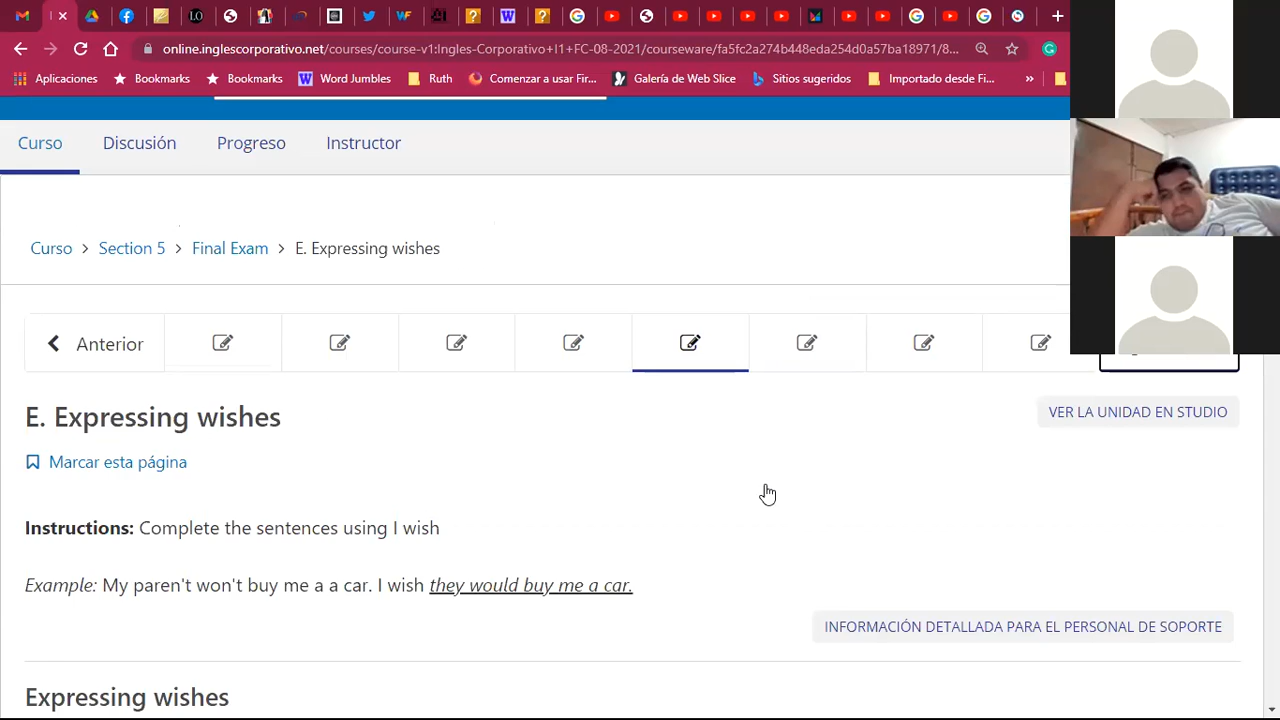 online.inglescorporativo.net/courses/course-v1:Ingles-Corporativo+I1+FC-08-2021/courseware/fa5fc2a274b448eda254d0a57ba18971/8...
Aplicaciones Bookmarks Bookmarks Word Jumbles Ruth Comenzar a usar Fir... Galería de Web Slice Sitios sugeridos Importado desde Fi... »
Curso Discusión Progreso Instructor
Curso > Section 5 > Final Exam > E. Expressing wishes
Anterior
E. Expressing wishes
VER LA UNIDAD EN STUDIO
Marcar esta página
Instructions: Complete the sentences using I wish
Example: My paren't won't buy me a a car. I wish they would buy me a car.
INFORMACIÓN DETALLADA PARA EL PERSONAL DE SOPORTE
Expressing wishes